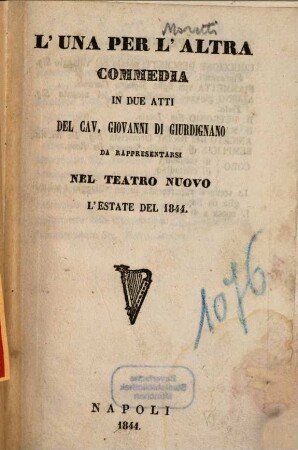 Moretti
L'UNA PER L'ALTRA
COMMEDIA
IN DUE ATTI
DEL CAV. GIOVANNI DI GIURDIGNANO
DA RAPPRESENTARSI
NEL TEATRO NUOVO
L'ESTATE DEL 1844.
1076
NAPOLI
1844.